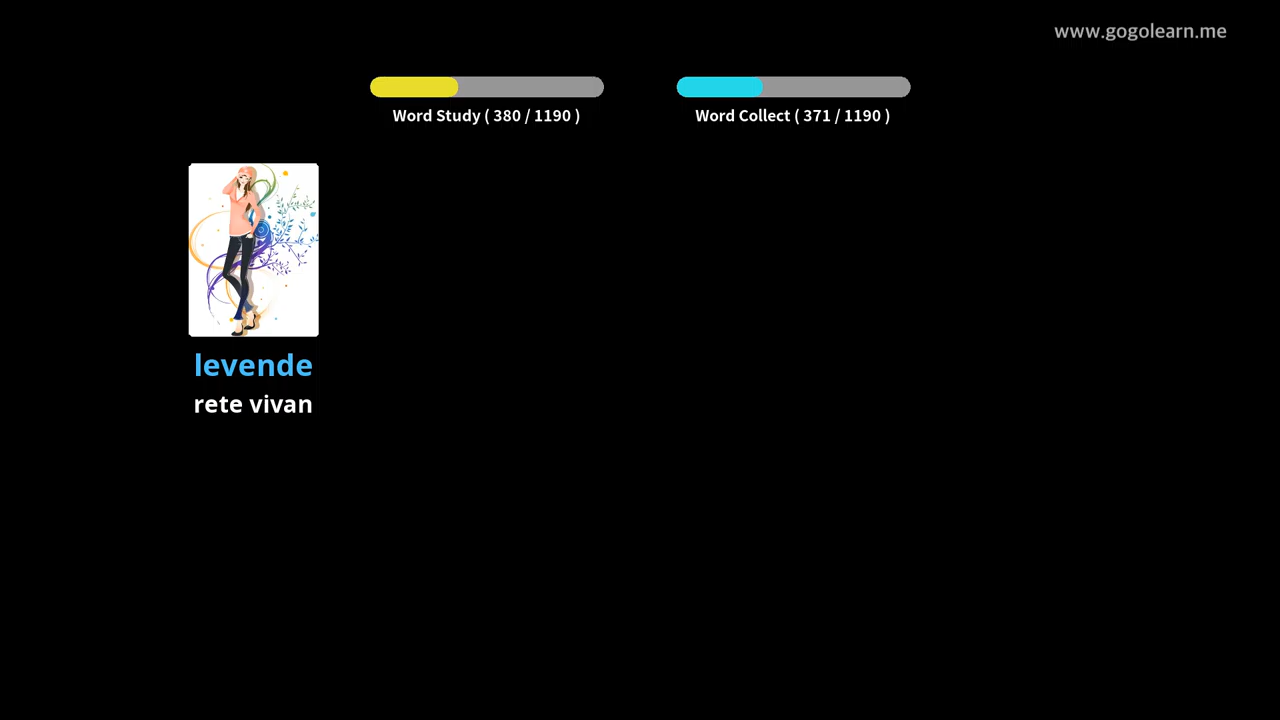 www.gogolearn.me
Word Study ( 380 / 1190 )
Word Collect ( 371 / 1190 )
levende
rete vivan